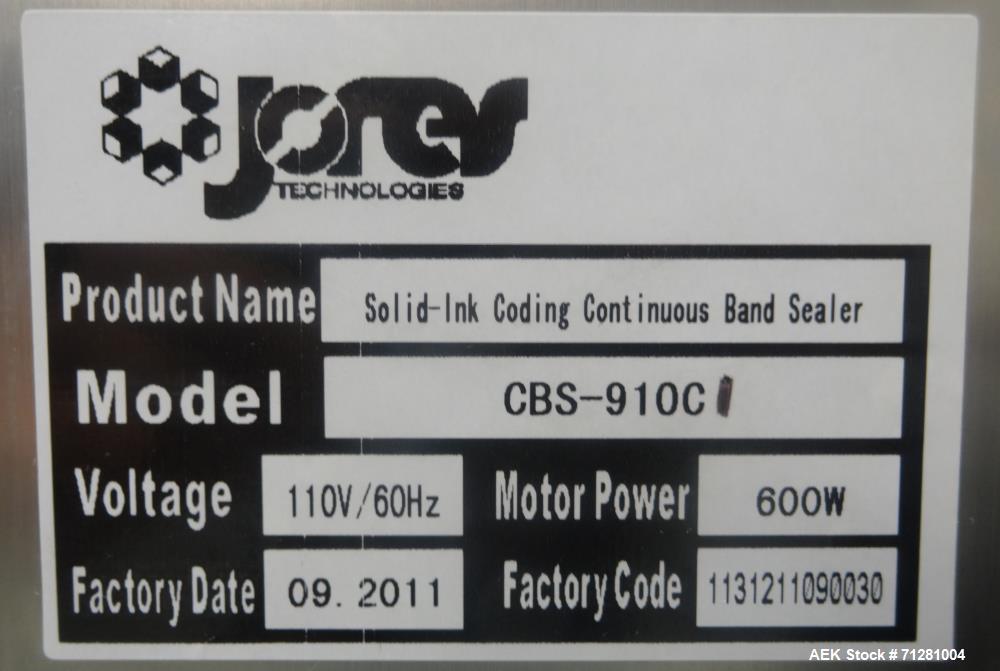 jores
TECHNOLOGIES
Product Name Solid-Ink Coding Continuous Band Sealer
Model CBS-910C
Voltage 110V/60Hz Motor Power 600W
Factory Date 09. 2011 Factory Code 1131211090030
AEK Stock # 71281004